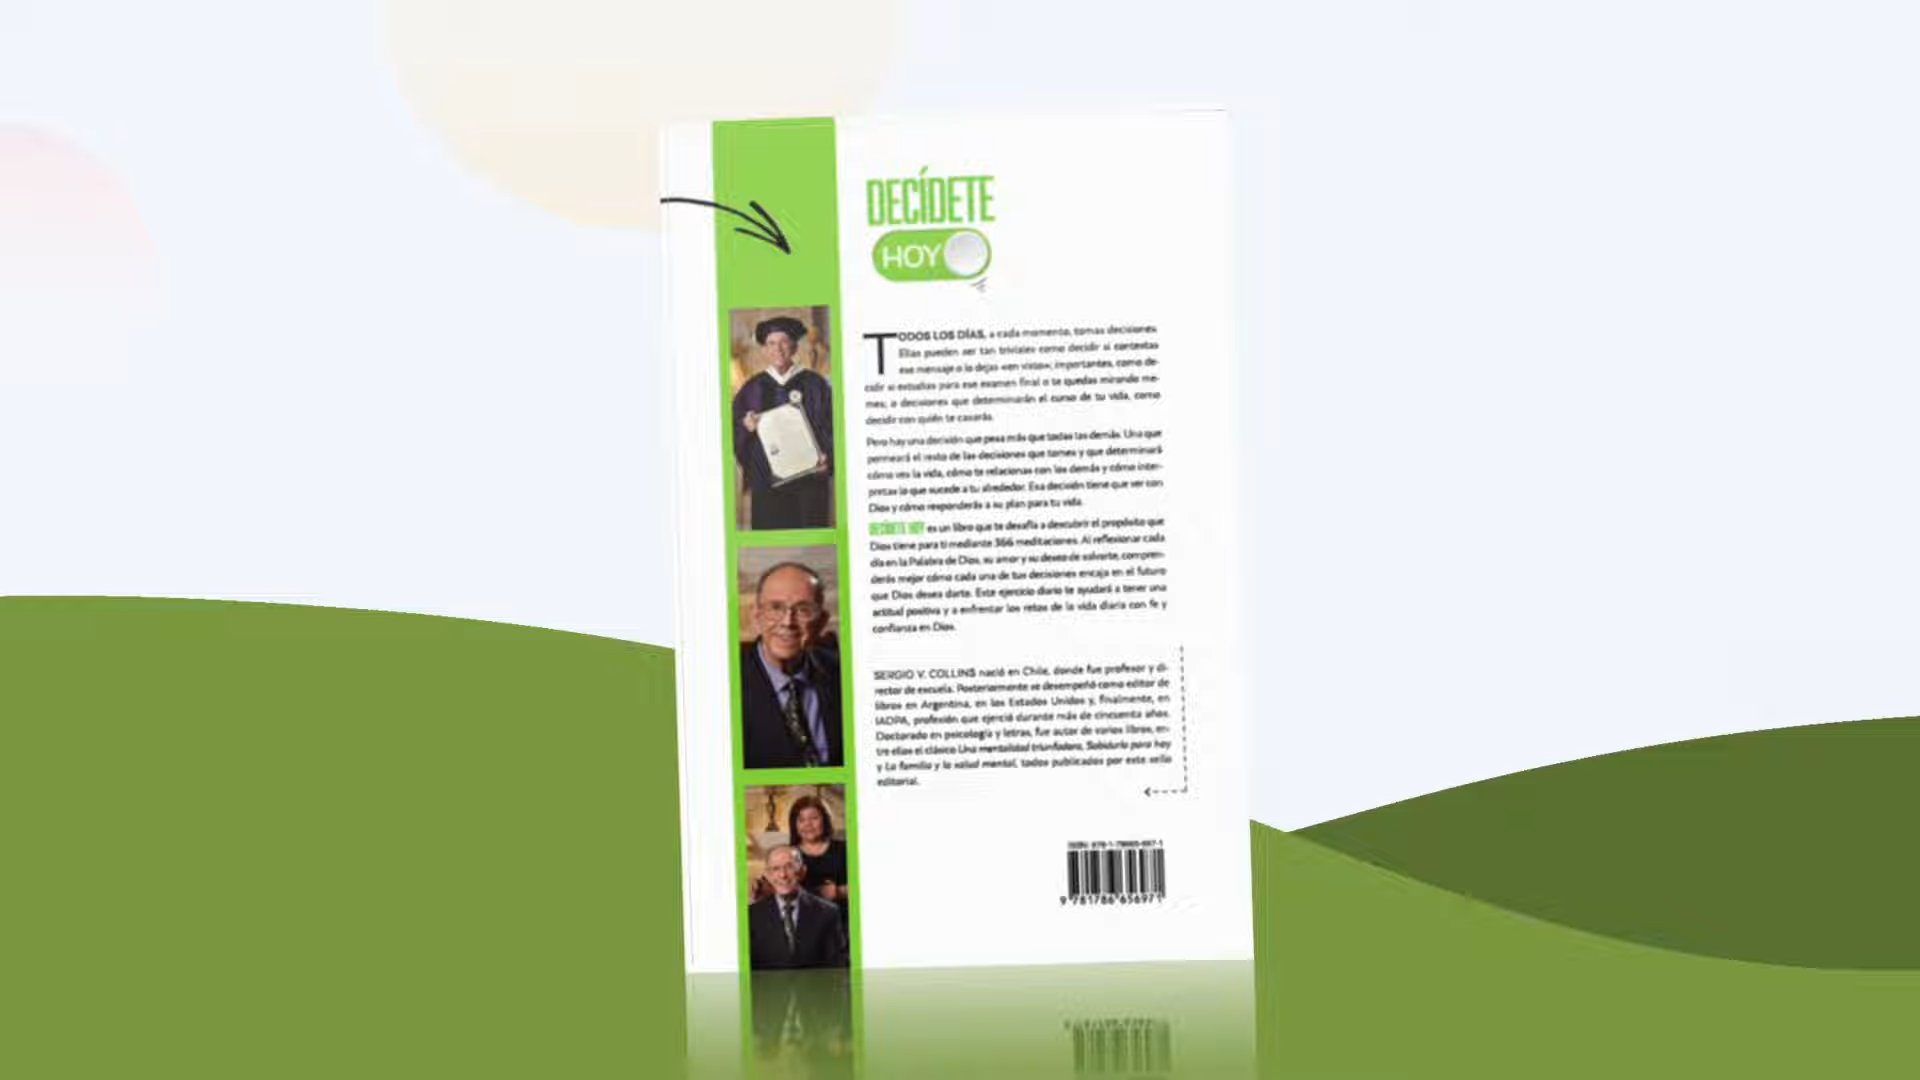 DECÍDETE
HOY
TODOS LOS DÍAS, a cada momento, tomas decisiones.
Ellas pueden ser tan triviales como decidir si contestas
ese mensaje o lo dejas «en visto»; importantes, como de-
cidir si estudias para ese examen final o te quedas mirando me-
mes; o decisiones que determinarán el curso de tu vida, como
decidir con quién te casarás.
Pero hay una decisión que pesa más que todas las demás. Una que
permeará el resto de las decisiones que tomes y que determinará
cómo ves la vida, cómo te relacionas con los demás y cómo inter-
pretas lo que sucede a tu alrededor. Esa decisión tiene que ver con
Dios y cómo responderás a su plan para tu vida.
DECÍDETE HOY es un libro que te desafía a descubrir el propósito que
Dios tiene para ti mediante 366 meditaciones. Al reflexionar cada
día en la Palabra de Dios, su amor y su deseo de salvarte, compren-
derás mejor cómo cada una de tus decisiones encaja en el futuro
que Dios desea darte. Este ejercicio diario te ayudará a tener una
actitud positiva y a enfrentar los retos de la vida diaria con fe y
confianza en Dios.
SERGIO V. COLLINS nació en Chile, donde fue profesor y di-
rector de escuela. Posteriormente se desempeñó como editor de
libros en Argentina, en los Estados Unidos y, finalmente, en
IADPA, profesión que ejerció durante más de cincuenta años.
Doctorado en psicología y letras, fue autor de varios libros, en-
tre ellos el clásico Una mentalidad triunfadora, Sabiduría para hoy
y La familia y la salud mental, todos publicados por este sello
editorial.
9 781786 656971